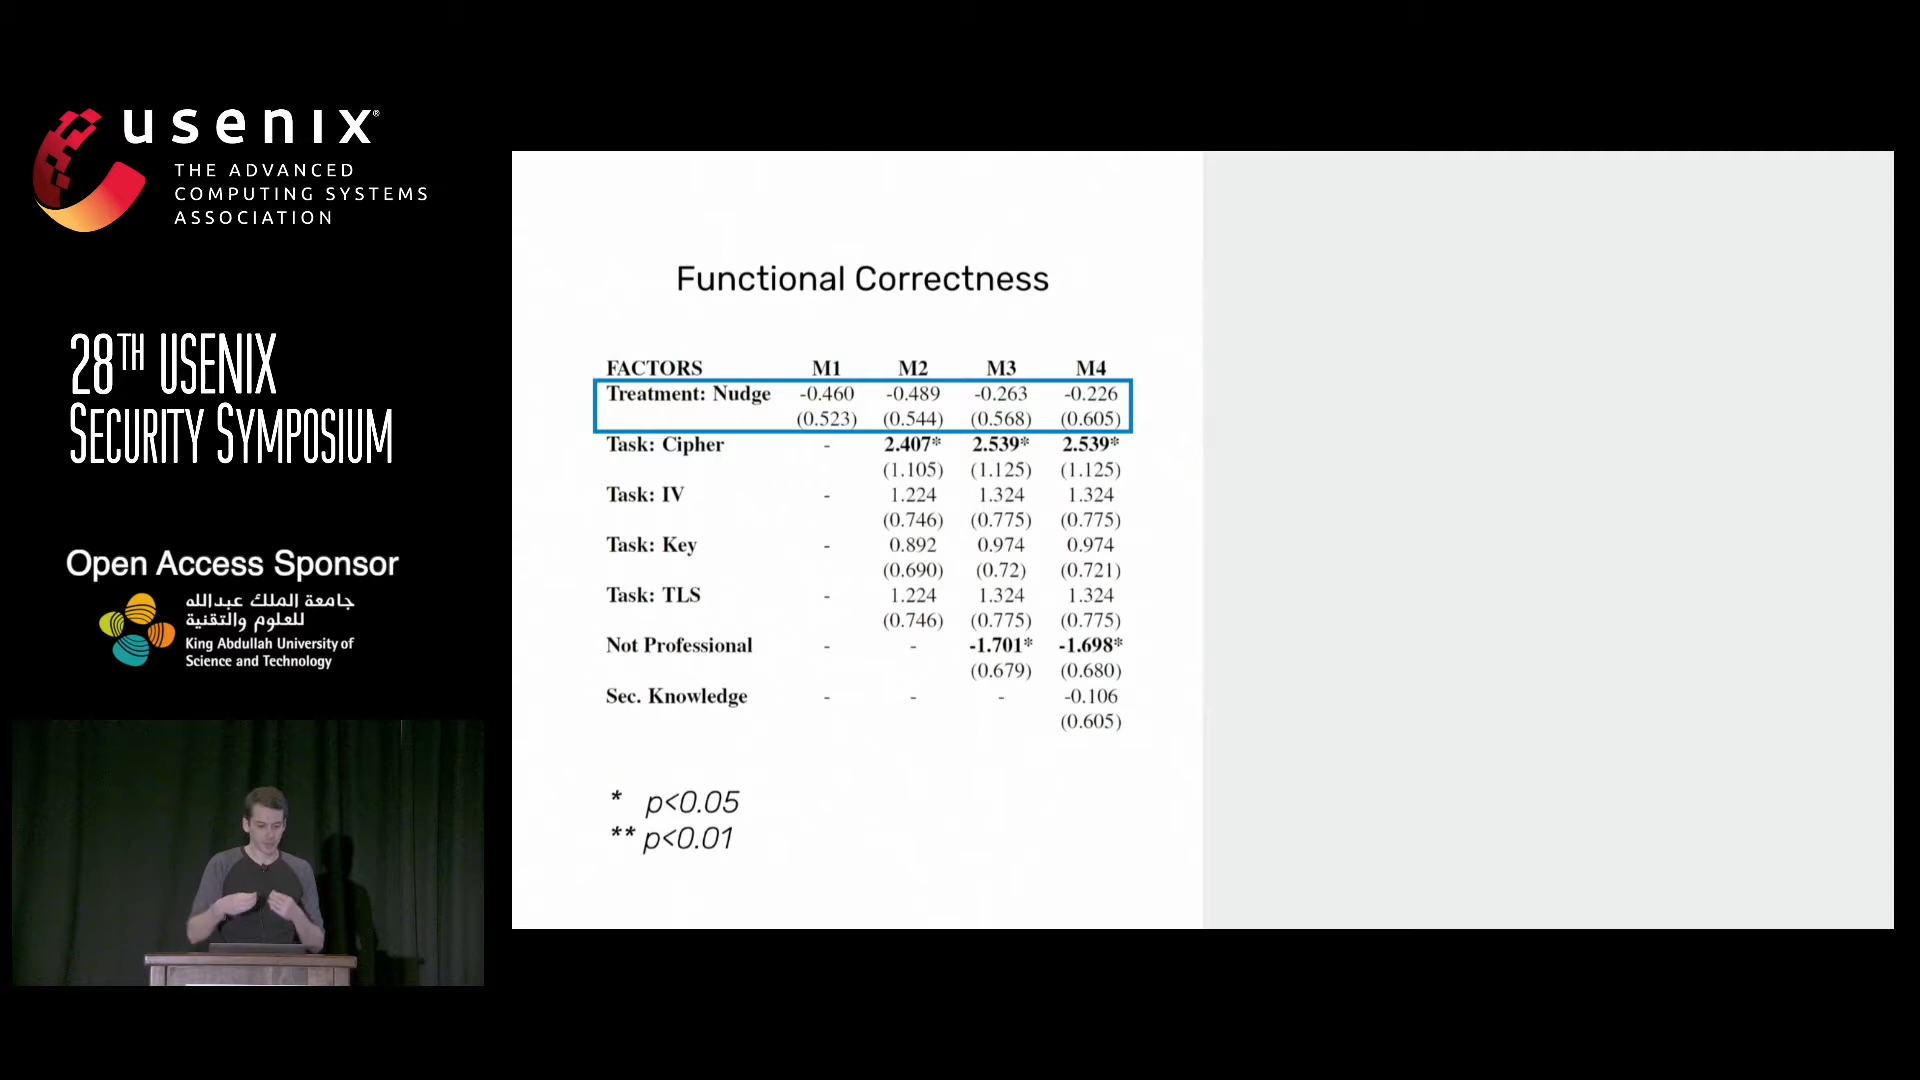 usenix®
THE ADVANCED
COMPUTING SYSTEMS
ASSOCIATION
28TH USENIX
SECURITY SYMPOSIUM
Open Access Sponsor
جامعة الملك عبدالله
للعلوم والتقنية
King Abdullah University of
Science and Technology
Functional Correctness
FACTORS M1 M2 M3 M4
Treatment: Nudge -0.460 -0.489 -0.263 -0.226
(0.523) (0.544) (0.568) (0.605)
Task: Cipher - 2.407* 2.539* 2.539*
(1.105) (1.125) (1.125)
Task: IV - 1.224 1.324 1.324
(0.746) (0.775) (0.775)
Task: Key - 0.892 0.974 0.974
(0.690) (0.72) (0.721)
Task: TLS - 1.224 1.324 1.324
(0.746) (0.775) (0.775)
Not Professional - - -1.701* -1.698*
(0.679) (0.680)
Sec. Knowledge - - - -0.106
(0.605)
* p<0.05
** p<0.01